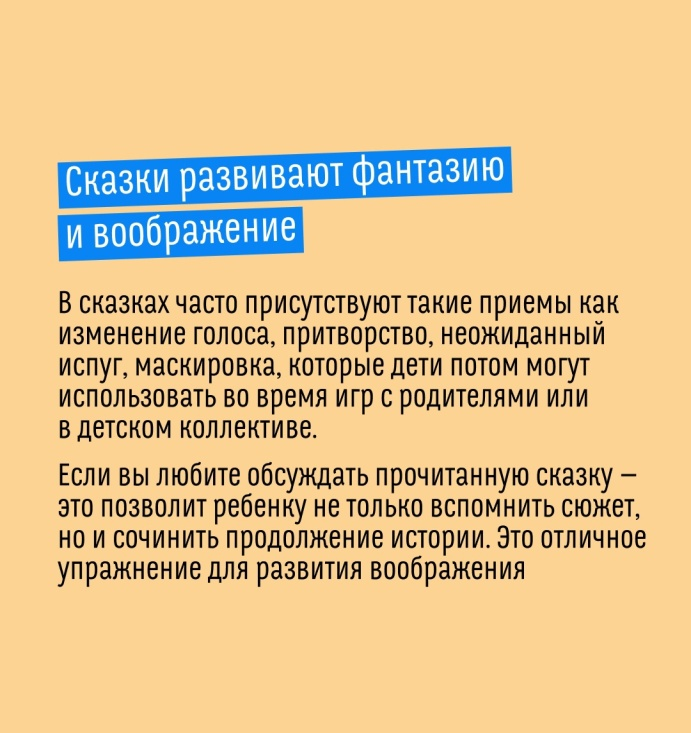 Сказки развивают фантазию
и воображение
В сказках часто присутствуют такие приемы как
изменение голоса, притворство, неожиданный
испуг, маскировка, которые дети потом могут
использовать во время игр с родителями или
в детском коллективе.
Если вы любите обсуждать прочитанную сказку –
это позволит ребенку не только вспомнить сюжет,
но и сочинить продолжение истории. Это отличное
упражнение для развития воображения